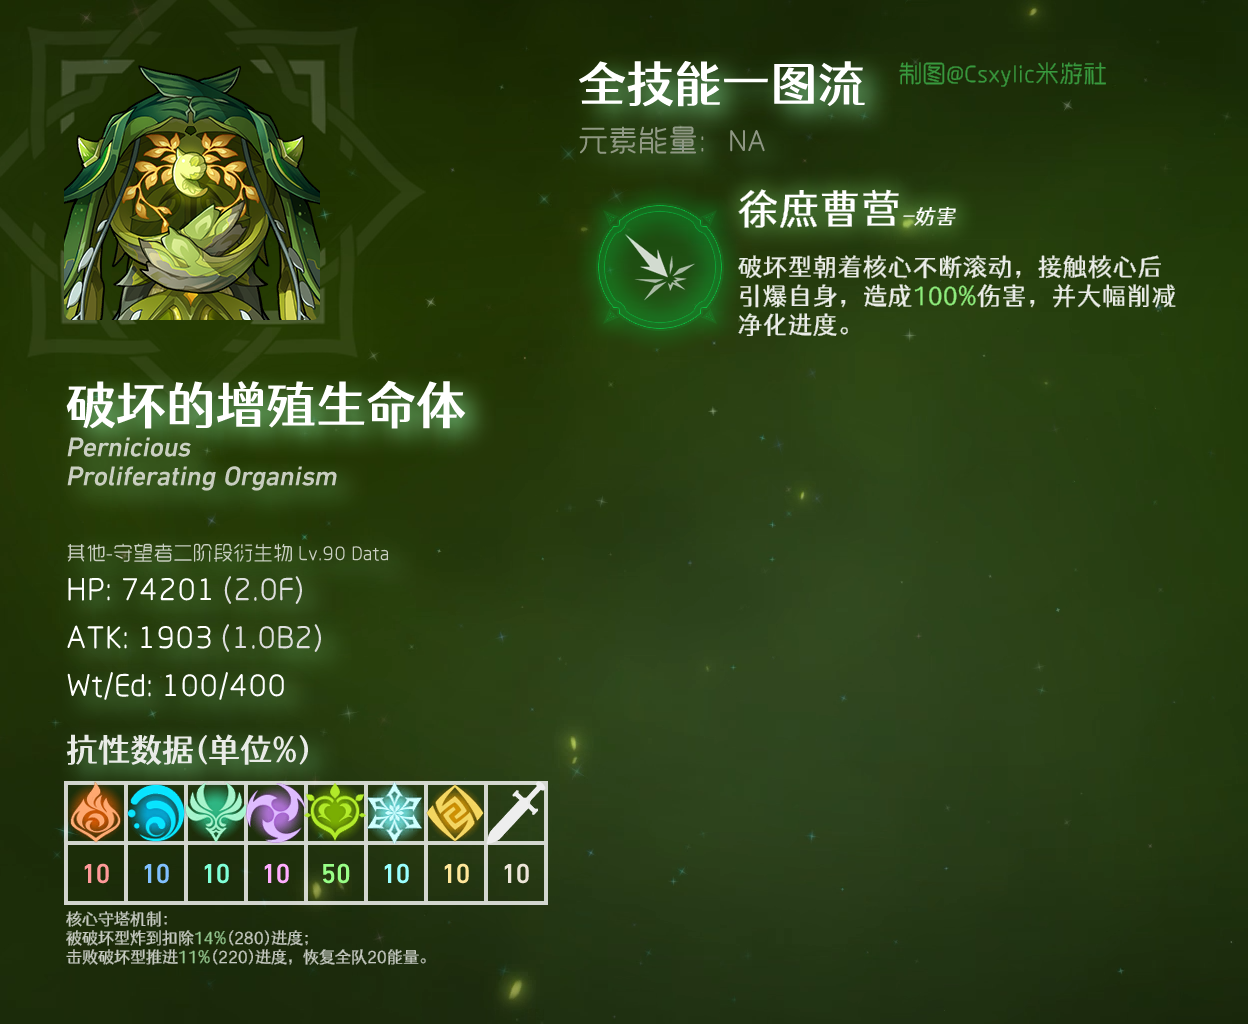 全技能一图流
制图@Csxylic米游社
元素能量: NA
徐庶曹营-妨害
破坏型朝着核心不断滚动，接触核心后
引爆自身，造成100%伤害，并大幅削减
净化进度。
破坏的增殖生命体
Pernicious
Proliferating Organism
其他-守望者二阶段衍生物 Lv.90 Data
HP: 74201 (2.0F)
ATK: 1903 (1.0B2)
Wt/Ed: 100/400
抗性数据(单位%)
10 10 10 10 50 10 10 10
核心守塔机制:
被破坏型炸到扣除14%(280)进度;
击败破坏型推进11%(220)进度，恢复全队20能量。